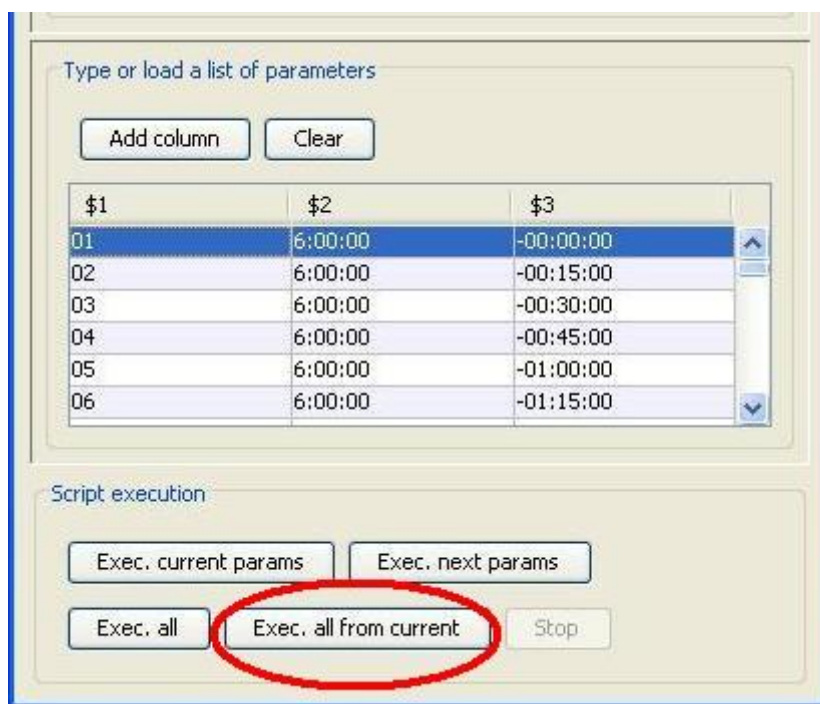 Type or load a list of parameters
Add column Clear
$1 $2 $3
01 6:00:00 -00:00:00
02 6:00:00 -00:15:00
03 6:00:00 -00:30:00
04 6:00:00 -00:45:00
05 6:00:00 -01:00:00
06 6:00:00 -01:15:00
Script execution
Exec. current params Exec. next params
Exec. all Exec. all from current Stop